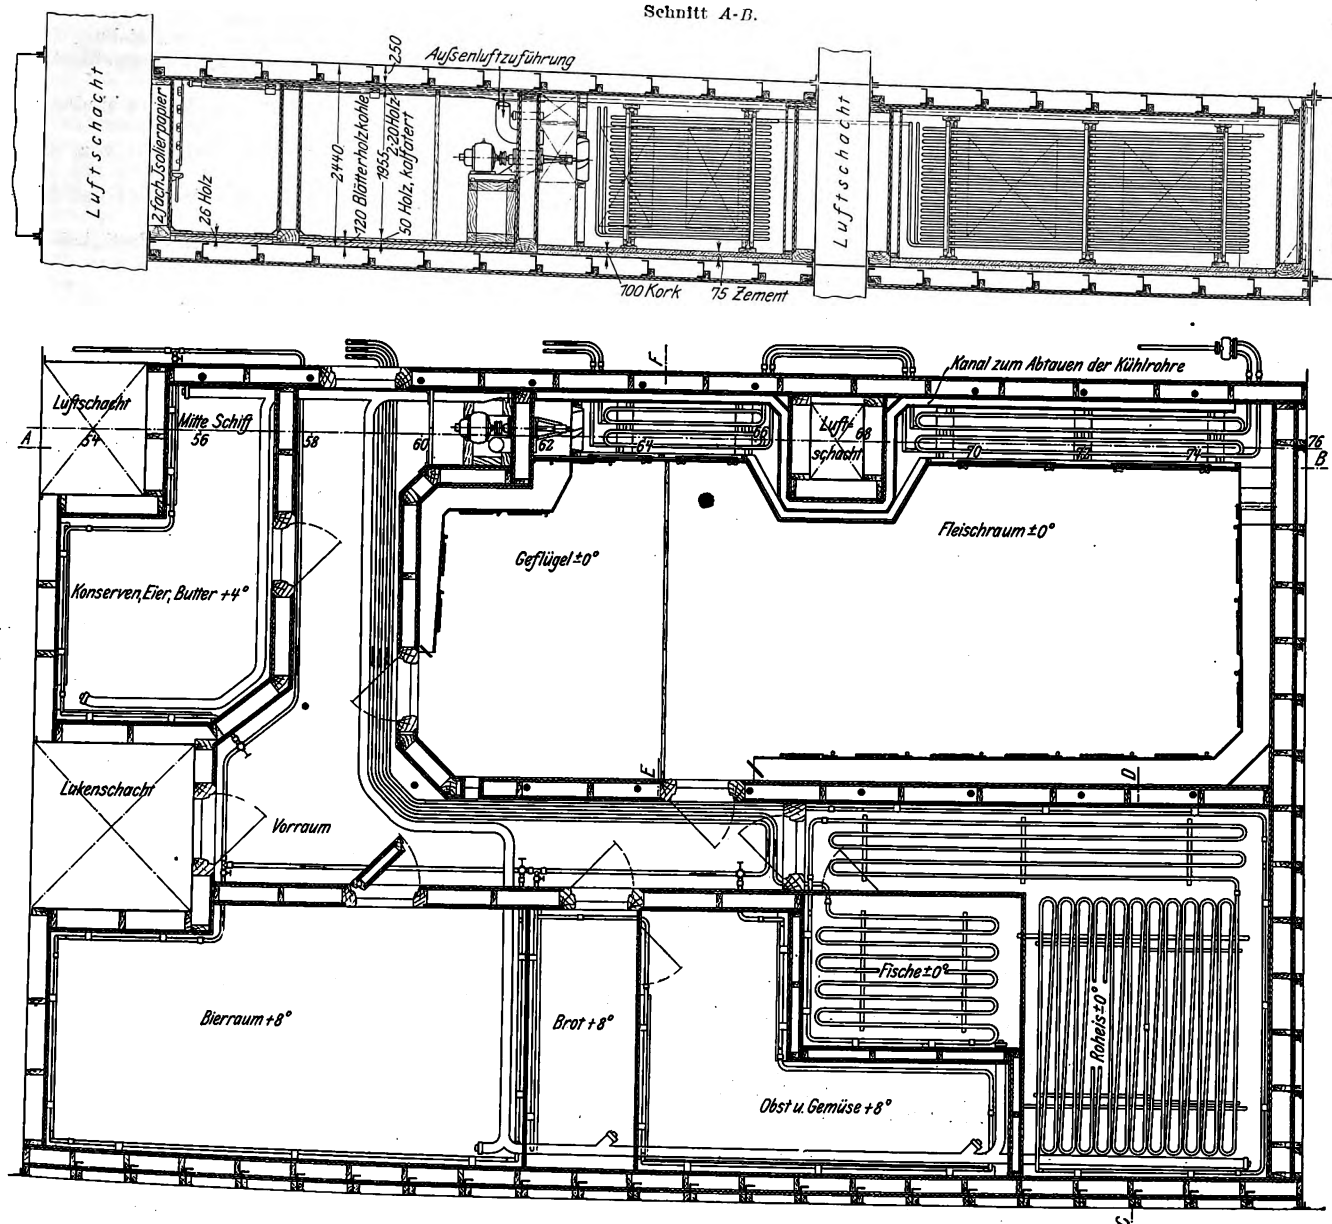 Schnitt A-B.
Außenluftzuführung
Luftschacht
2fach Isolierpapier
26 Holz
2440
120 Blätterholzkohle
1955
250
2·20 Holz
50 Holz, kalfatert
Luftschacht
100 Kork
75 Zement
F
Kanal zum Abtauen der Kühlrohre
Luftschacht
Mitte Schiff
A
54
56
58
60
62
64
66
Luft-
68
schacht
70
72
74
76
B
Geflügel ±0°
Fleischraum ±0°
Konserven, Eier, Butter +4°
E
D
Lukenschacht
Vorraum
Fische ±0°
Bierraum +8°
Brot +8°
Roheis ±0°
Obst u. Gemüse +8°